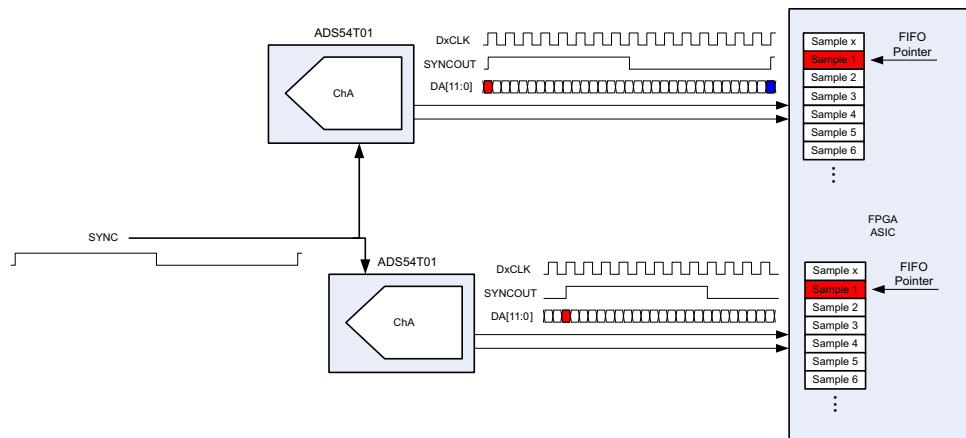 ADS54T01
ChA
DxCLK
SYNCOUT
DA[11:0]
Sample x
Sample 1
Sample 2
Sample 3
Sample 4
Sample 5
Sample 6
FIFO
Pointer
SYNC
FPGA
ASIC
ADS54T01
ChA
DxCLK
SYNCOUT
DA[11:0]
Sample x
Sample 1
Sample 2
Sample 3
Sample 4
Sample 5
Sample 6
FIFO
Pointer